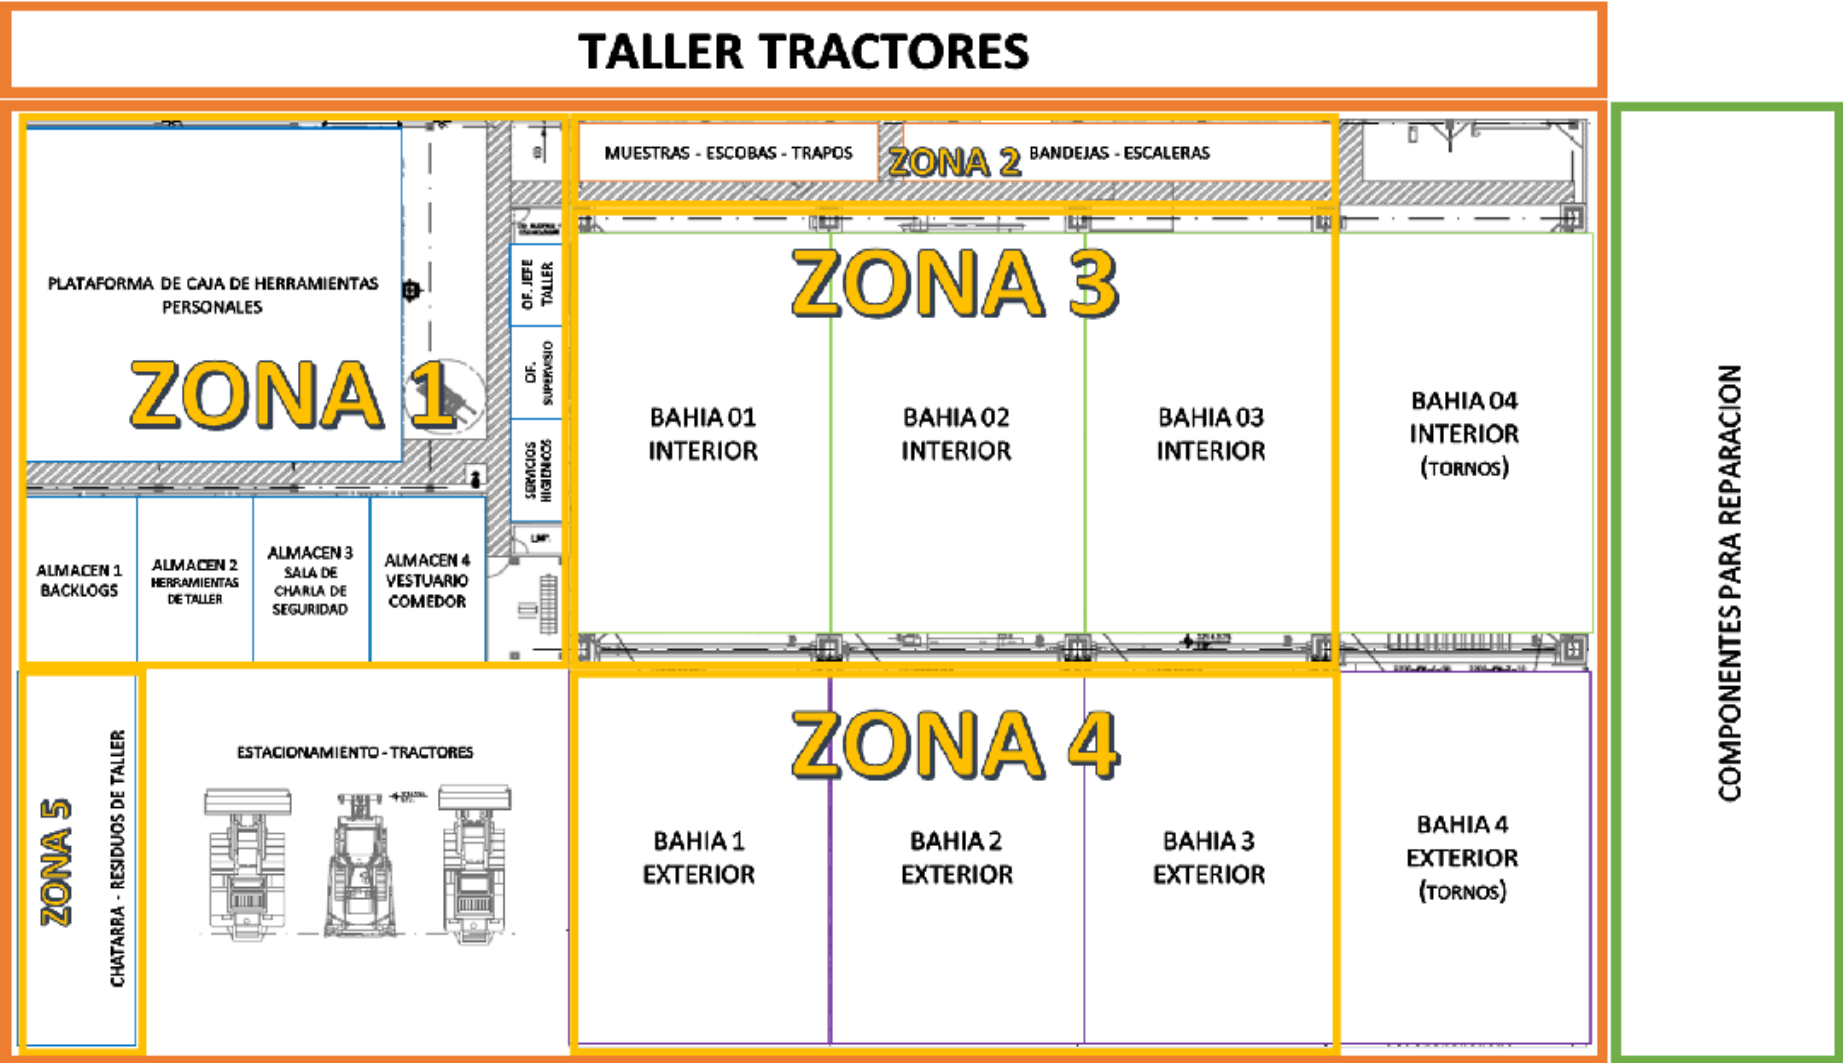 TALLER TRACTORES
MUESTRAS - ESCOBAS - TRAPOS
ZONA 2
BANDEJAS - ESCALERAS
PLATAFORMA DE CAJA DE HERRAMIENTAS
PERSONALES
ZONA 1
OF. JEFE
TALLER
OF.
SUPERVISIO
SERVICIOS
HIGIENICOS
ALMACEN 1
BACKLOGS
ALMACEN 2
HERRAMIENTAS
DE TALLER
ALMACEN 3
SALA DE
CHARLA DE
SEGURIDAD
ALMACEN 4
VESTUARIO
COMEDOR
ZONA 3
BAHIA 01
INTERIOR
BAHIA 02
INTERIOR
BAHIA 03
INTERIOR
BAHIA 04
INTERIOR
(TORNOS)
ZONA 5
CHATARRA - RESIDUOS DE TALLER
ESTACIONAMIENTO - TRACTORES
ZONA 4
BAHIA 1
EXTERIOR
BAHIA 2
EXTERIOR
BAHIA 3
EXTERIOR
BAHIA 4
EXTERIOR
(TORNOS)
COMPONENTES PARA REPARACION